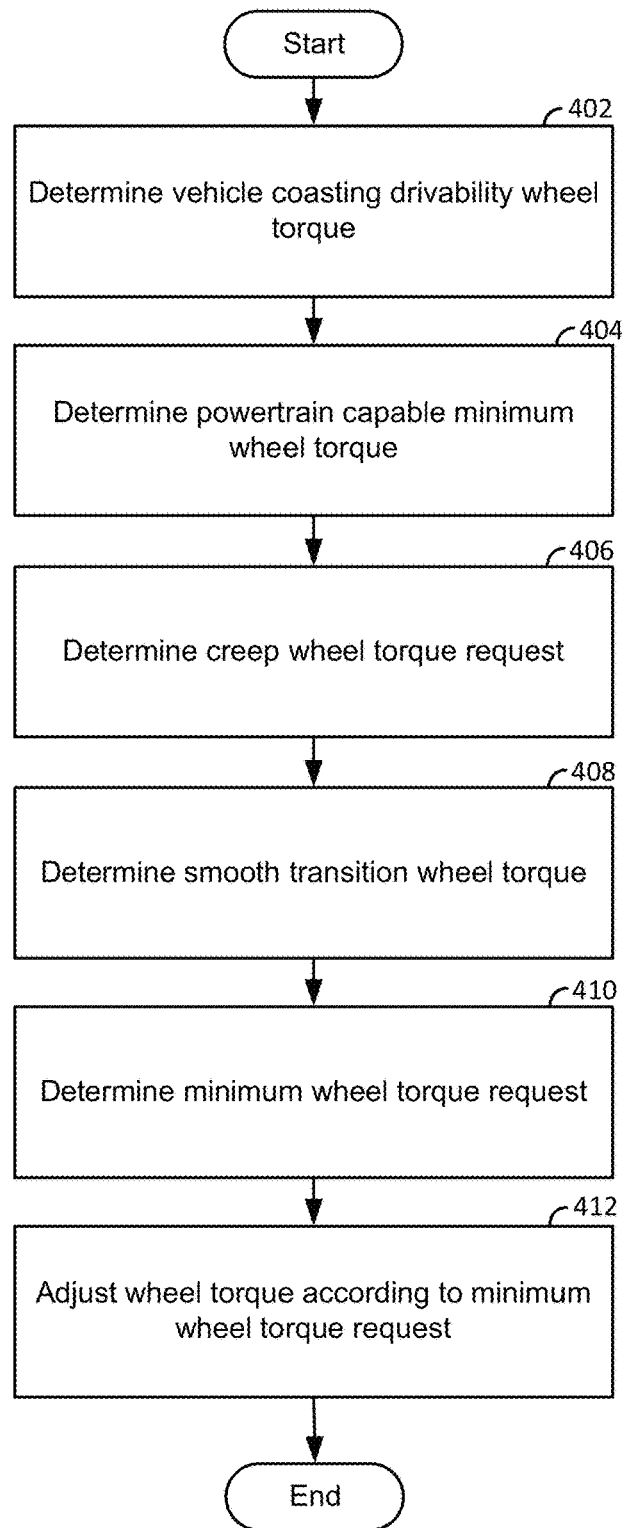 Start
402
Determine vehicle coasting drivability wheel
torque
404
Determine powertrain capable minimum
wheel torque
406
Determine creep wheel torque request
408
Determine smooth transition wheel torque
410
Determine minimum wheel torque request
412
Adjust wheel torque according to minimum
wheel torque request
End